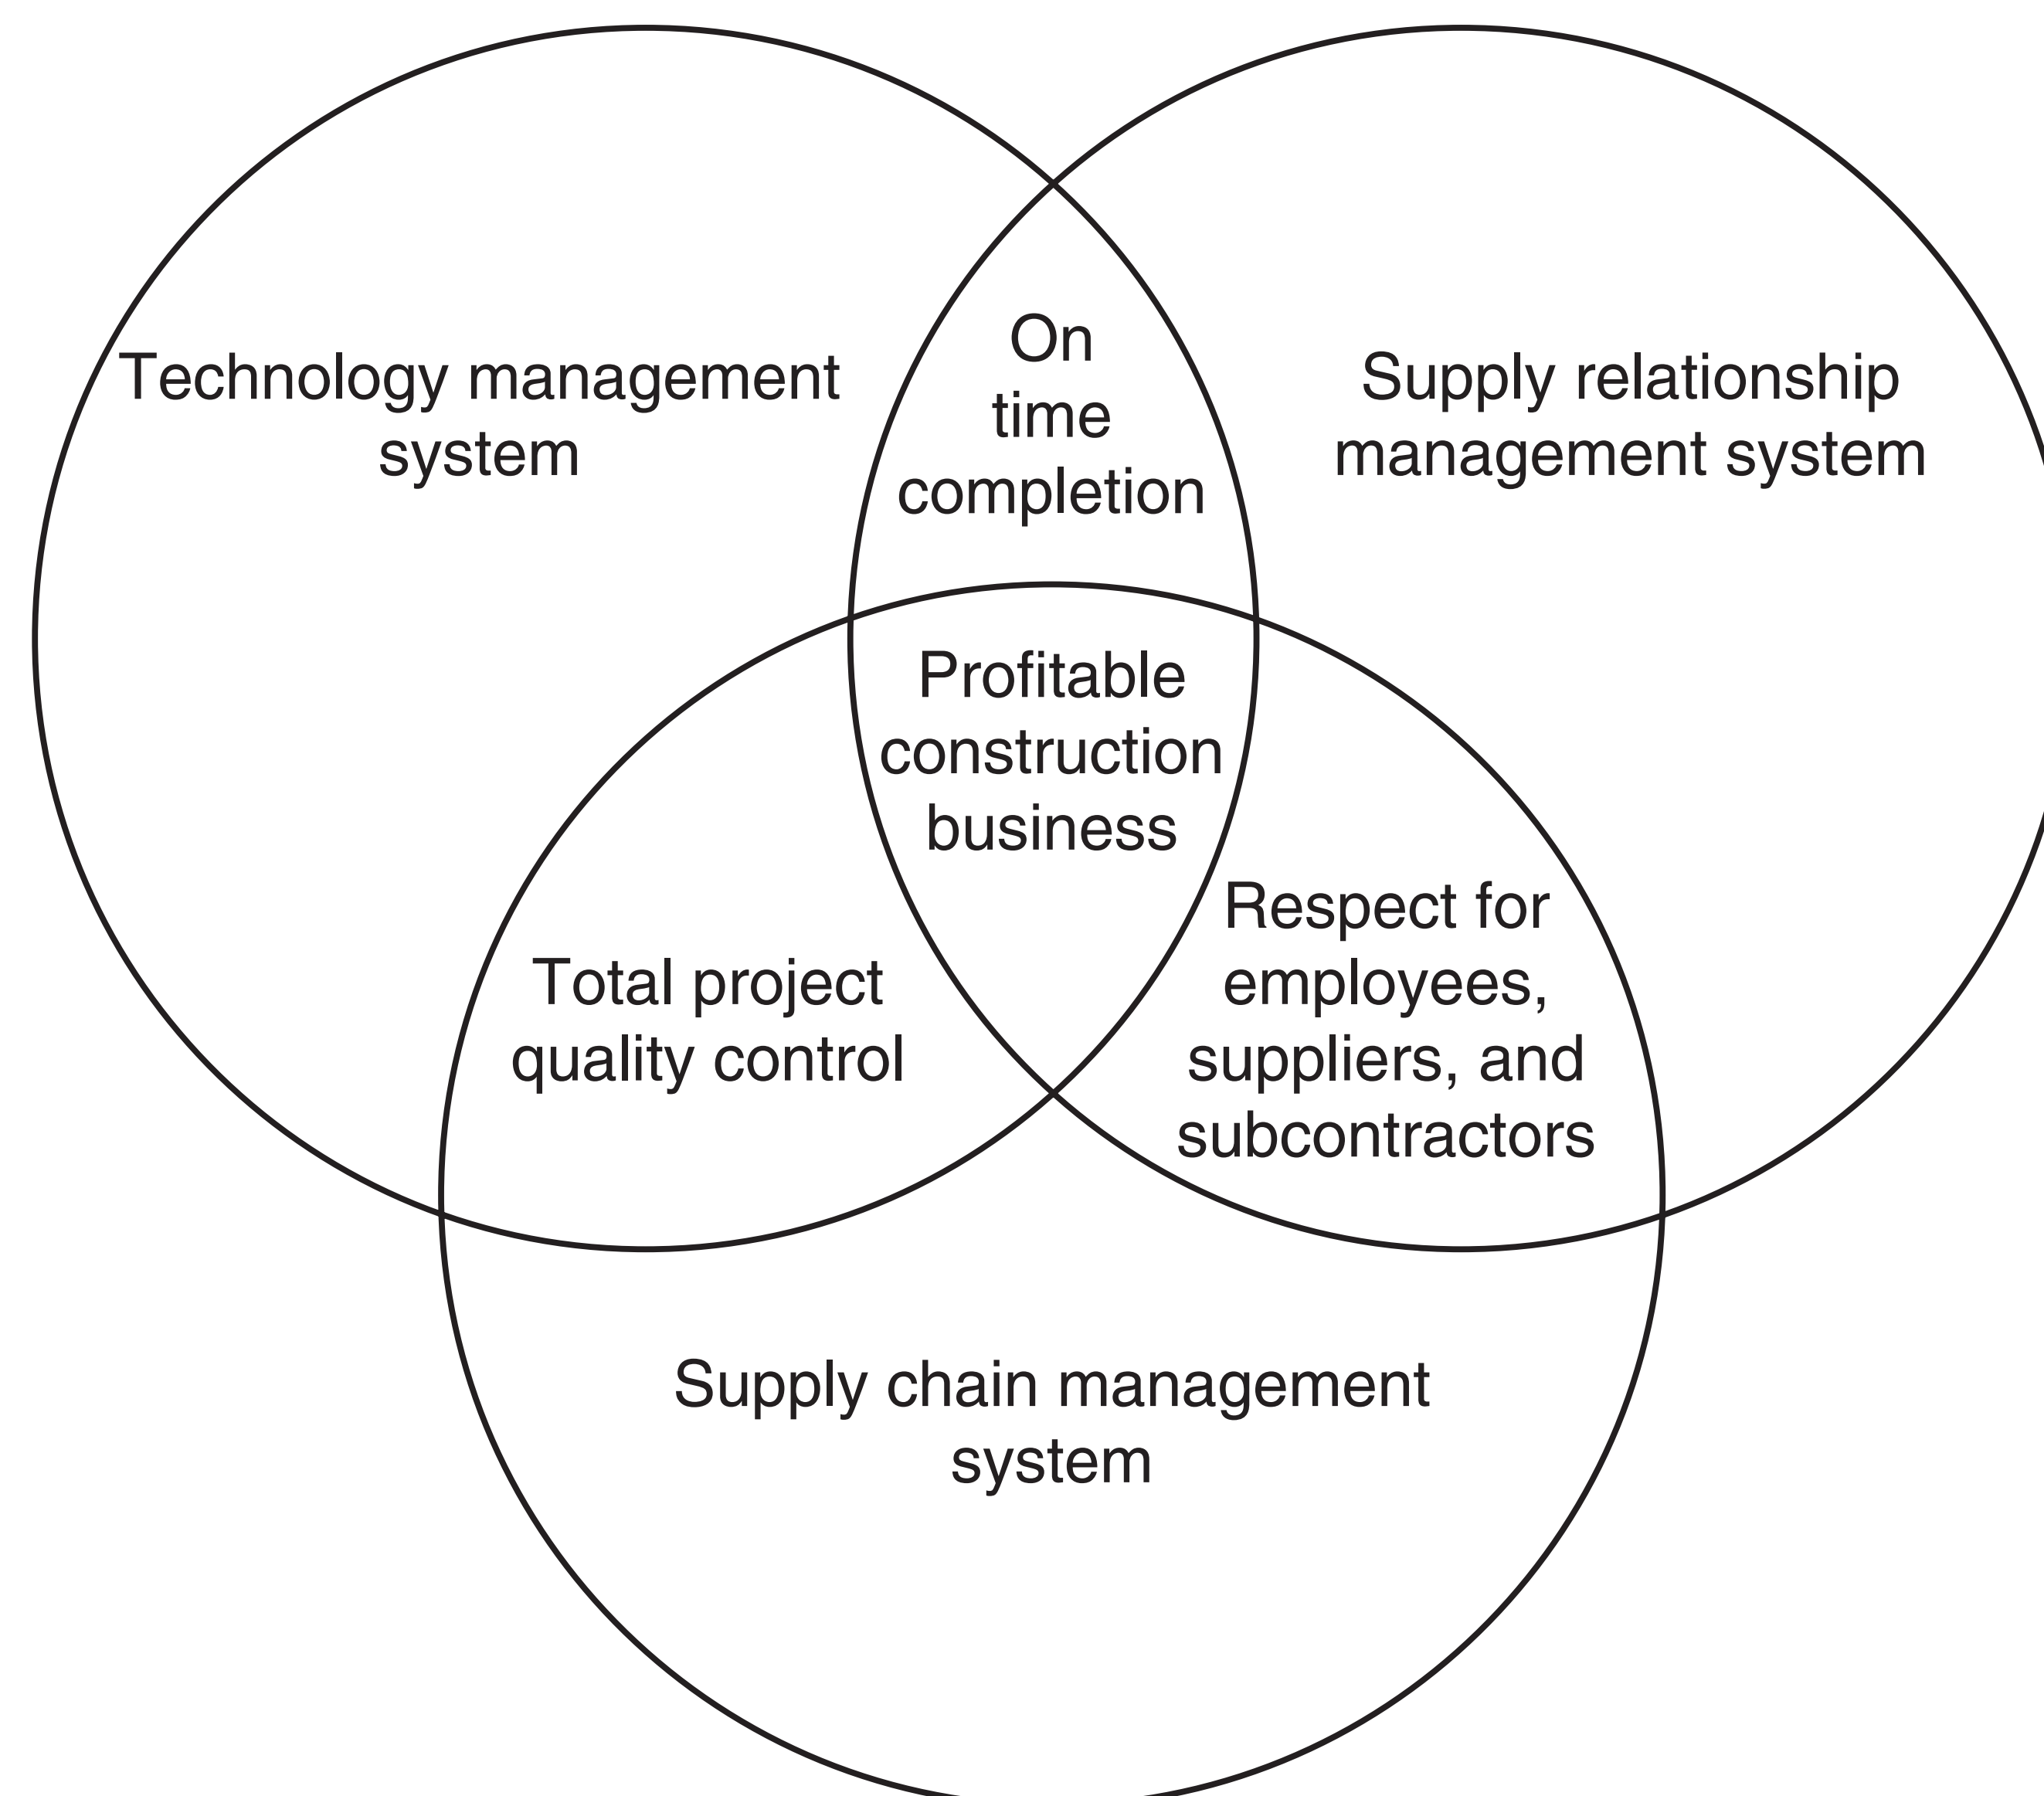 Technology management
system
On
time
completion
Supply relationship
management system
Profitable
construction
business
Total project
quality control
Respect for
employees,
suppliers, and
subcontractors
Supply chain management
system